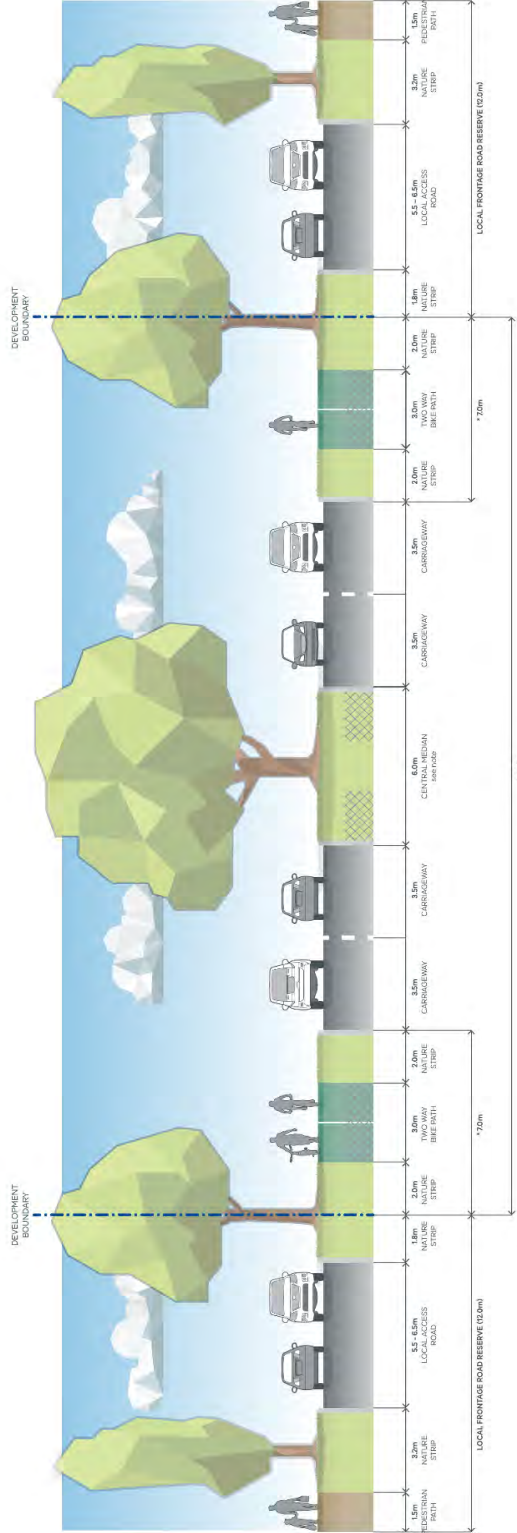 DEVELOPMENT
BOUNDARY
DEVELOPMENT
BOUNDARY
1.5m
EDESTRIAN
PATH
3.2m
NATURE
STRIP
5.5 - 6.5m
LOCAL ACCESS
ROAD
1.8m
NATURE
STRIP
2.0m
NATURE
STRIP
3.0m
TWO WAY
BIKE PATH
2.0m
NATURE
STRIP
3.5m
CARRIAGEWAY
3.5m
CARRIAGEWAY
6.0m
CENTRAL MEDIAN
see note
3.5m
CARRIAGEWAY
3.5m
CARRIAGEWAY
2.0m
NATURE
STRIP
3.0m
TWO WAY
BIKE PATH
2.0m
NATURE
STRIP
1.8m
NATURE
STRIP
5.5 – 6.5m
LOCAL ACCESS
ROAD
3.2m
NATURE
STRIP
1.5m
PEDESTRIAN
PATH
LOCAL FRONTAGE ROAD RESERVE (12.0m)
* 7.0m
* 7.0m
LOCAL FRONTAGE ROAD RESERVE (12.0m)